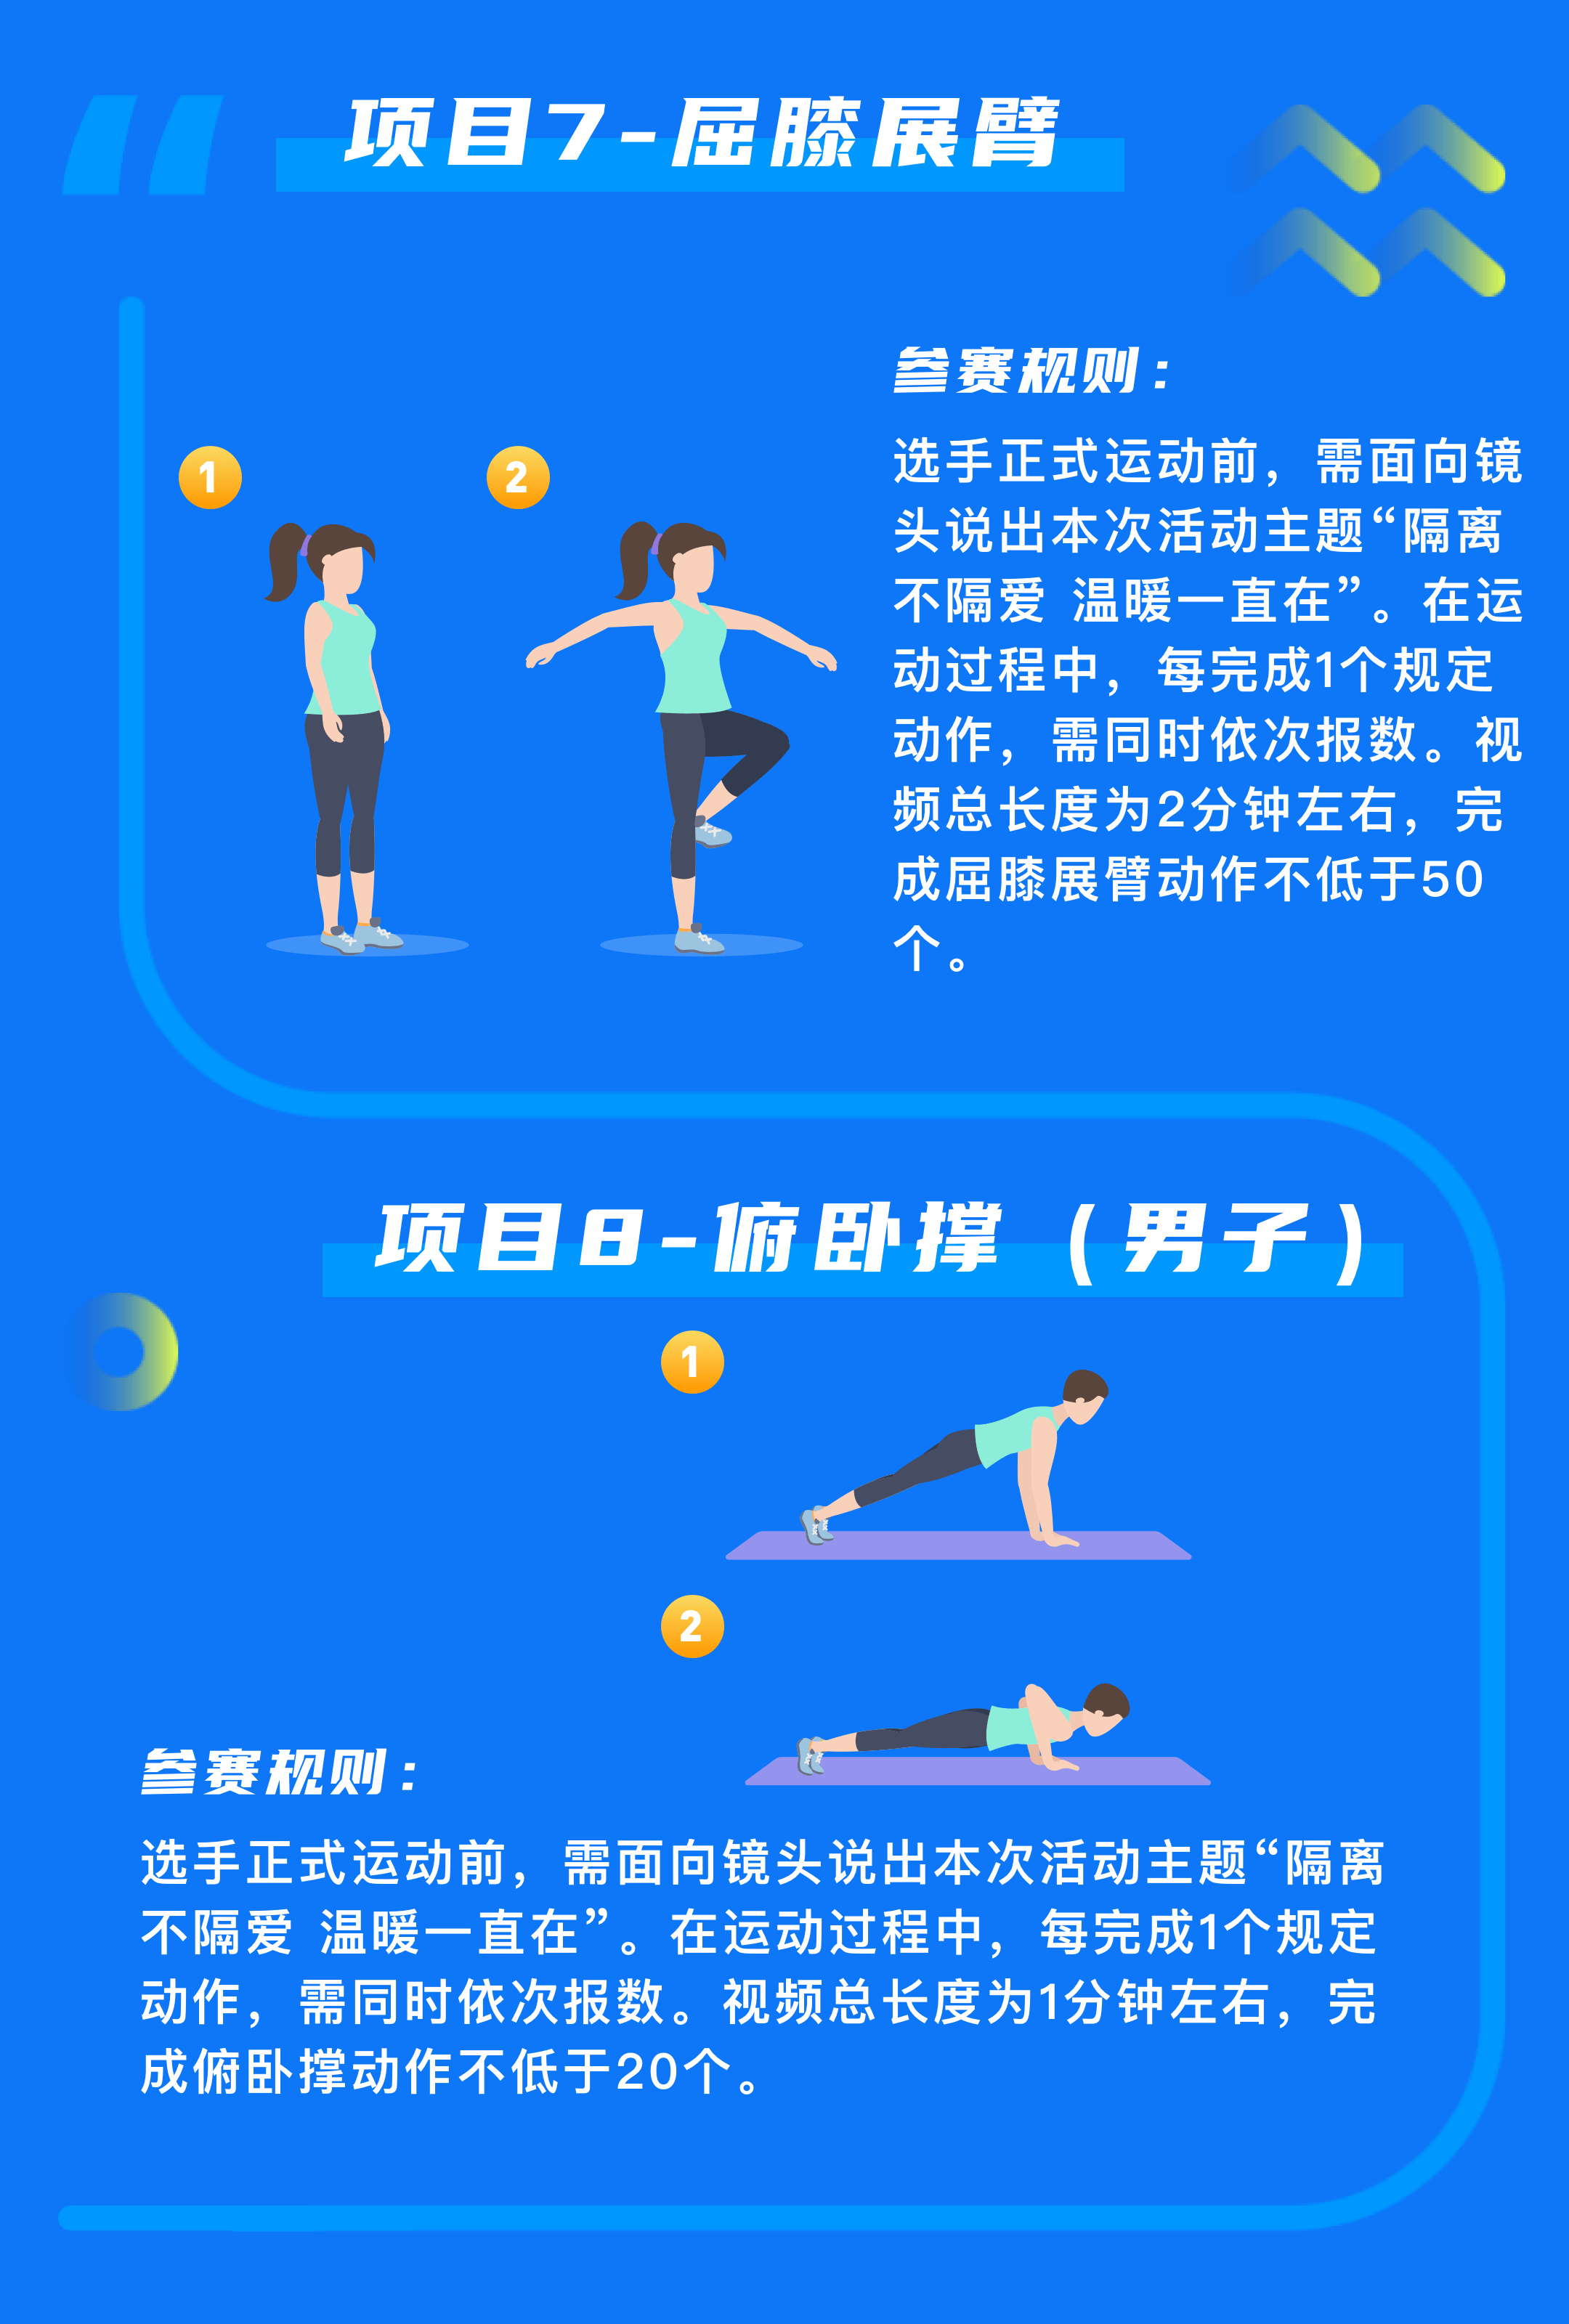 项目7-屈膝展臂
参赛规则：
选手正式运动前，需面向镜
头说出本次活动主题“隔离
不隔爱 温暖一直在”。在运
动过程中，每完成1个规定
动作，需同时依次报数。视
频总长度为2分钟左右，完
成屈膝展臂动作不低于50
个。
1
2
项目8-俯卧撑（男子）
1
2
参赛规则：
选手正式运动前，需面向镜头说出本次活动主题“隔离
不隔爱 温暖一直在”。在运动过程中，每完成1个规定
动作，需同时依次报数。视频总长度为1分钟左右，完
成俯卧撑动作不低于20个。